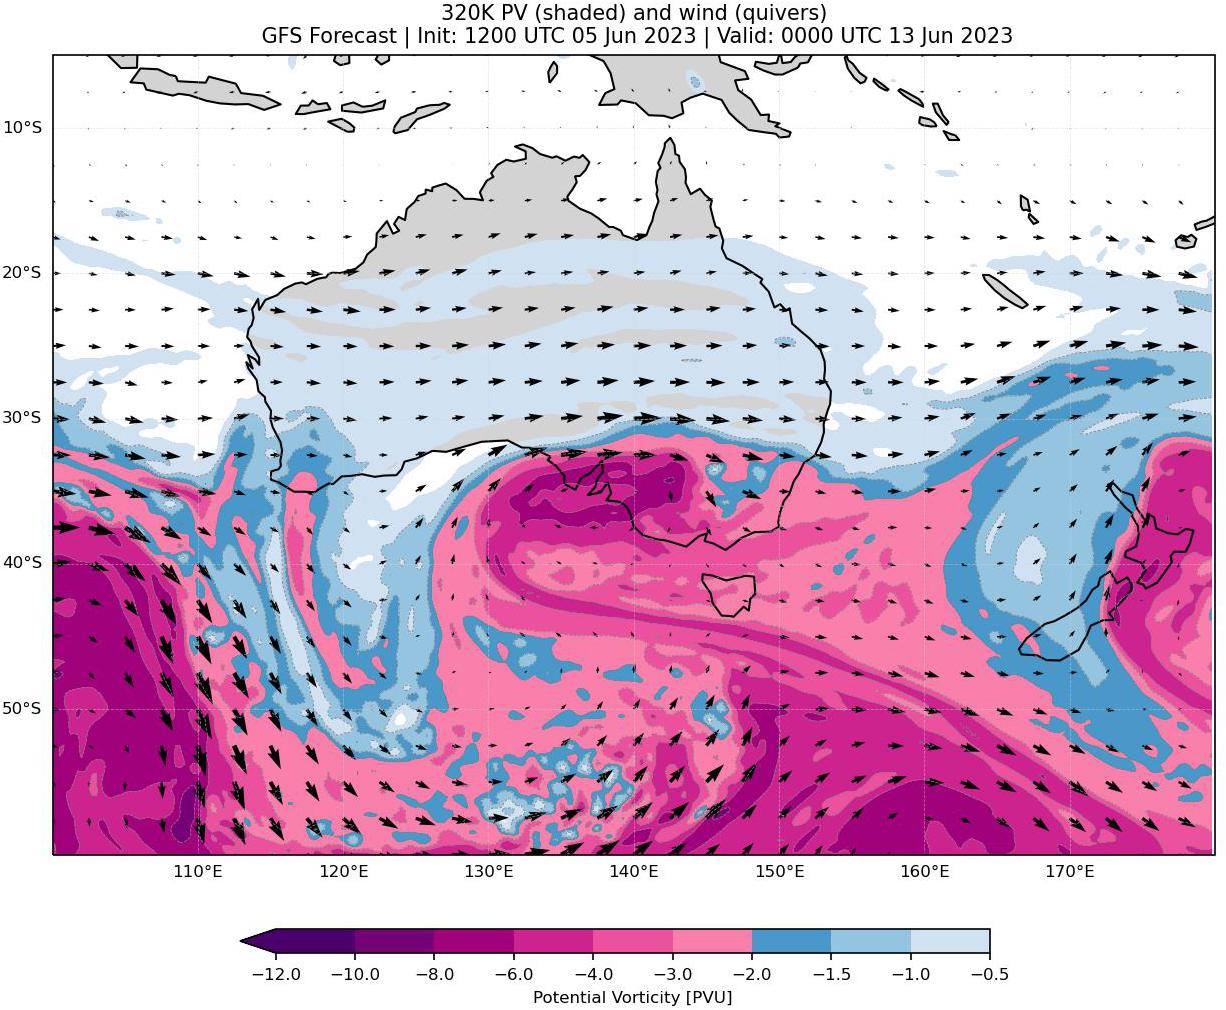 320K PV (shaded) and wind (quivers)
GFS Forecast | Init: 1200 UTC 05 Jun 2023 | Valid: 0000 UTC 13 Jun 2023
10°S
20°S
30°S
40°S
50°S
110°E 120°E 130°E 140°E 150°E 160°E 170°E
−12.0 −10.0 −8.0 −6.0 −4.0 −3.0 −2.0 −1.5 −1.0 −0.5
Potential Vorticity [PVU]